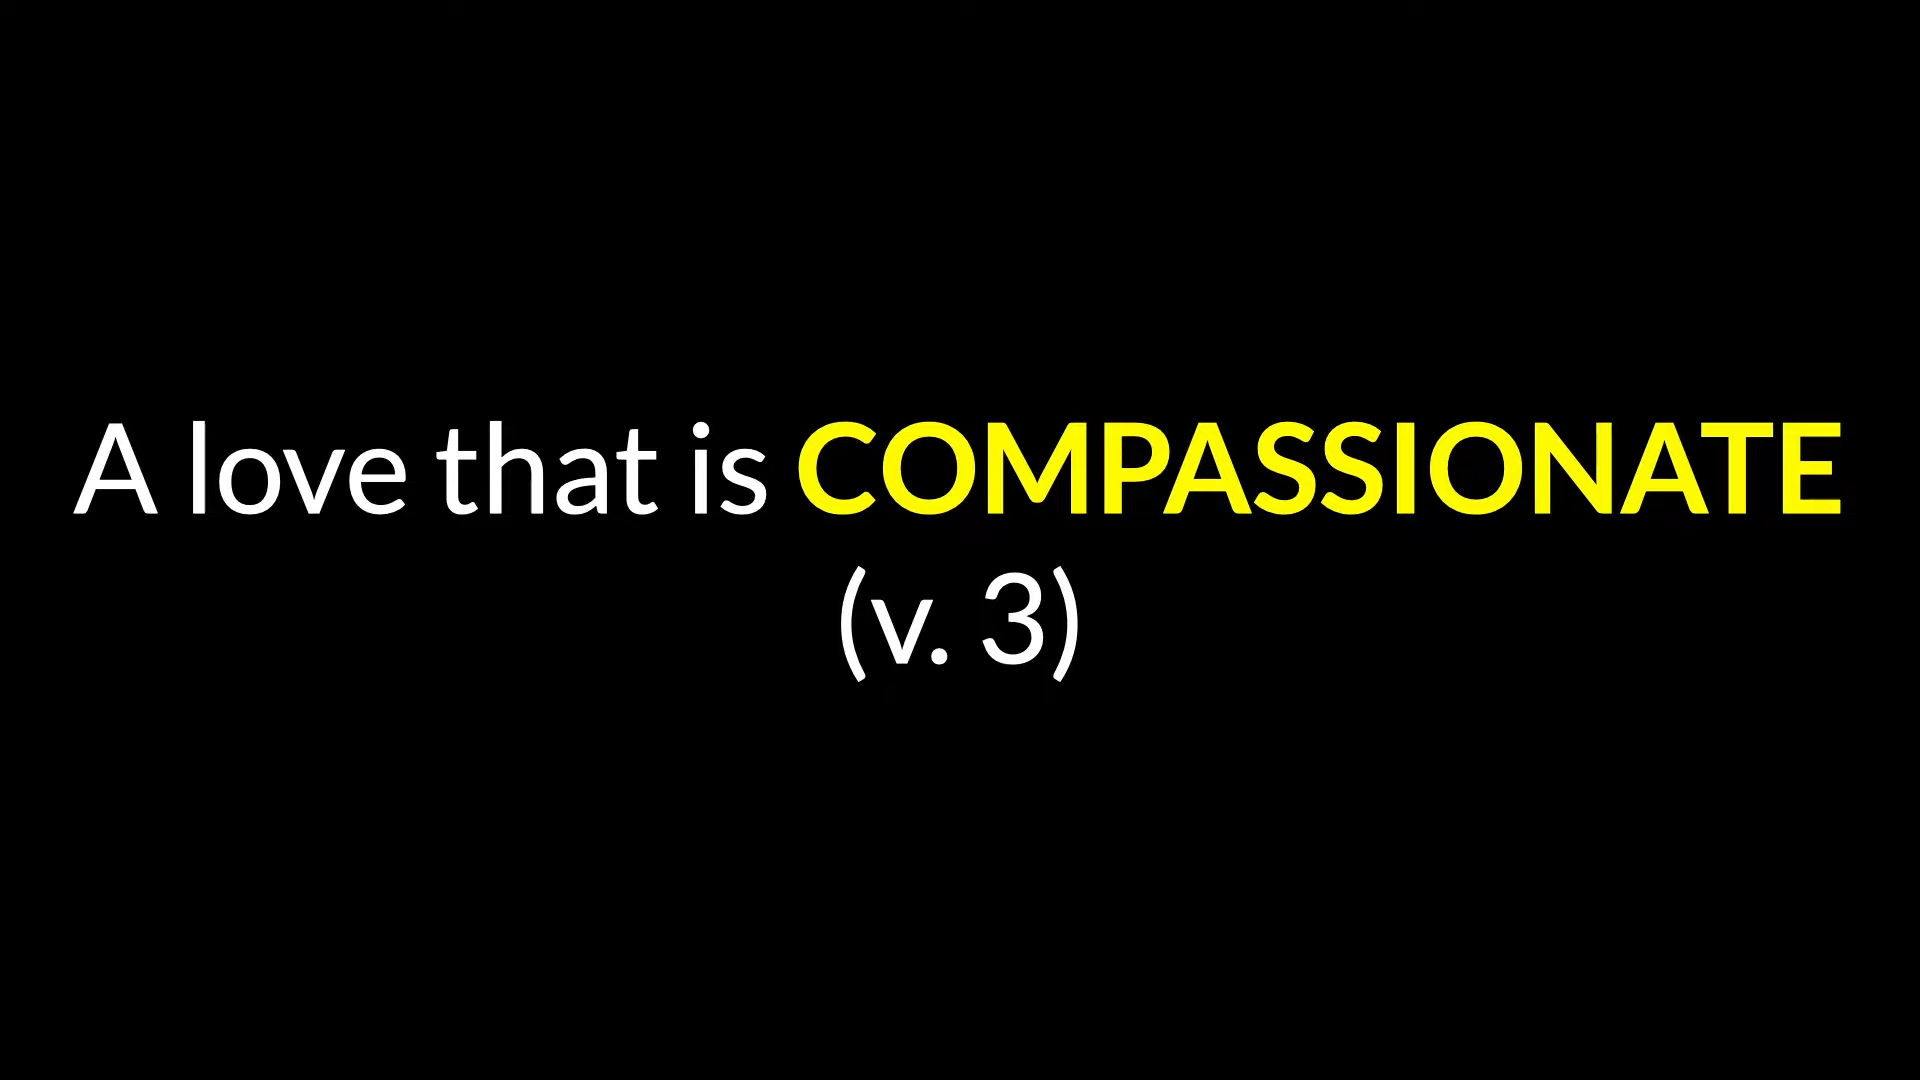 A love that is COMPASSIONATE
(v. 3)